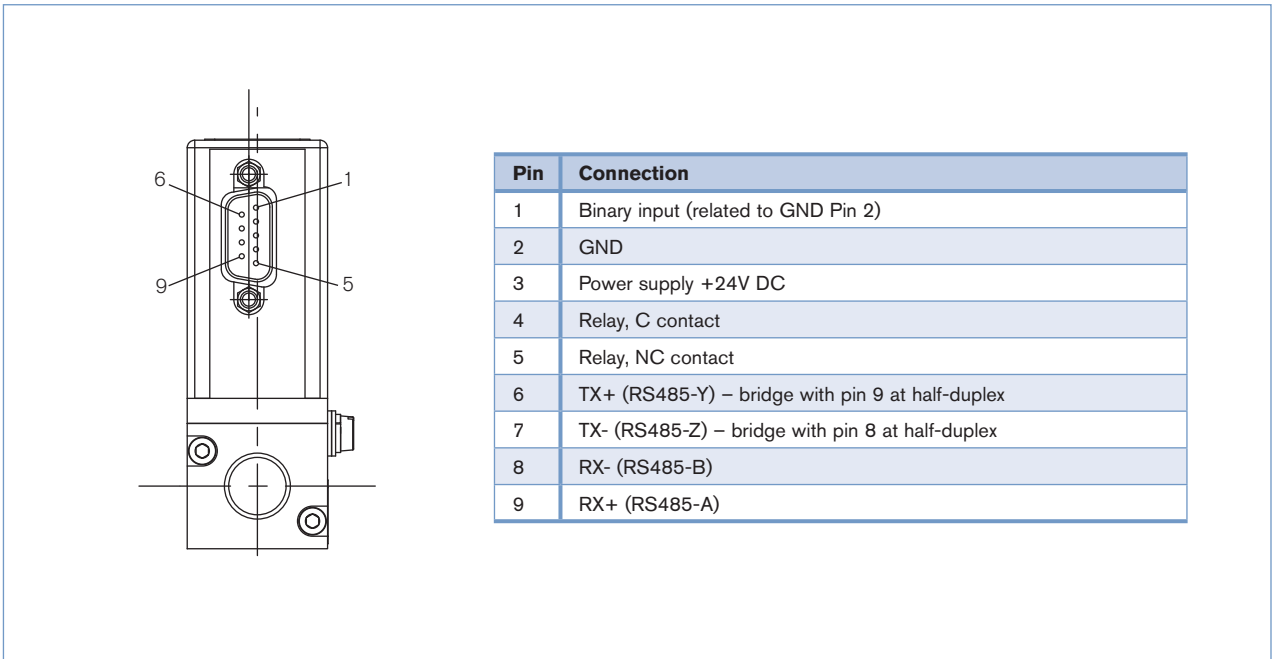 6
1
9
5
Pin Connection
1 Binary input (related to GND Pin 2)
2 GND
3 Power supply +24V DC
4 Relay, C contact
5 Relay, NC contact
6 TX+ (RS485-Y) – bridge with pin 9 at half-duplex
7 TX- (RS485-Z) – bridge with pin 8 at half-duplex
8 RX- (RS485-B)
9 RX+ (RS485-A)